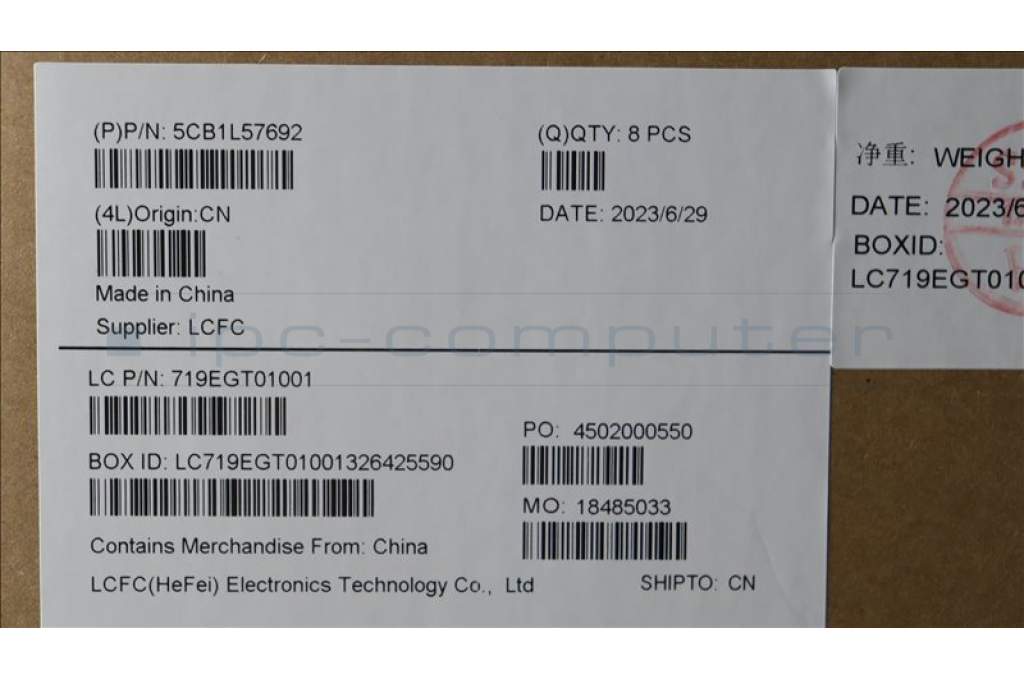 (P)P/N: 5CB1L57692
(Q)QTY: 8 PCS
(4L)Origin:CN
DATE: 2023/6/29
Made in China
Supplier: LCFC
ipc-computer
LC P/N: 719EGT01001
PO: 4502000550
BOX ID: LC719EGT01001326425590
MO: 18485033
Contains Merchandise From: China
LCFC(HeFei) Electronics Technology Co., Ltd
SHIPTO: CN
净重: WEIGH
DATE: 2023/6
BOXID:
LC719EGT010